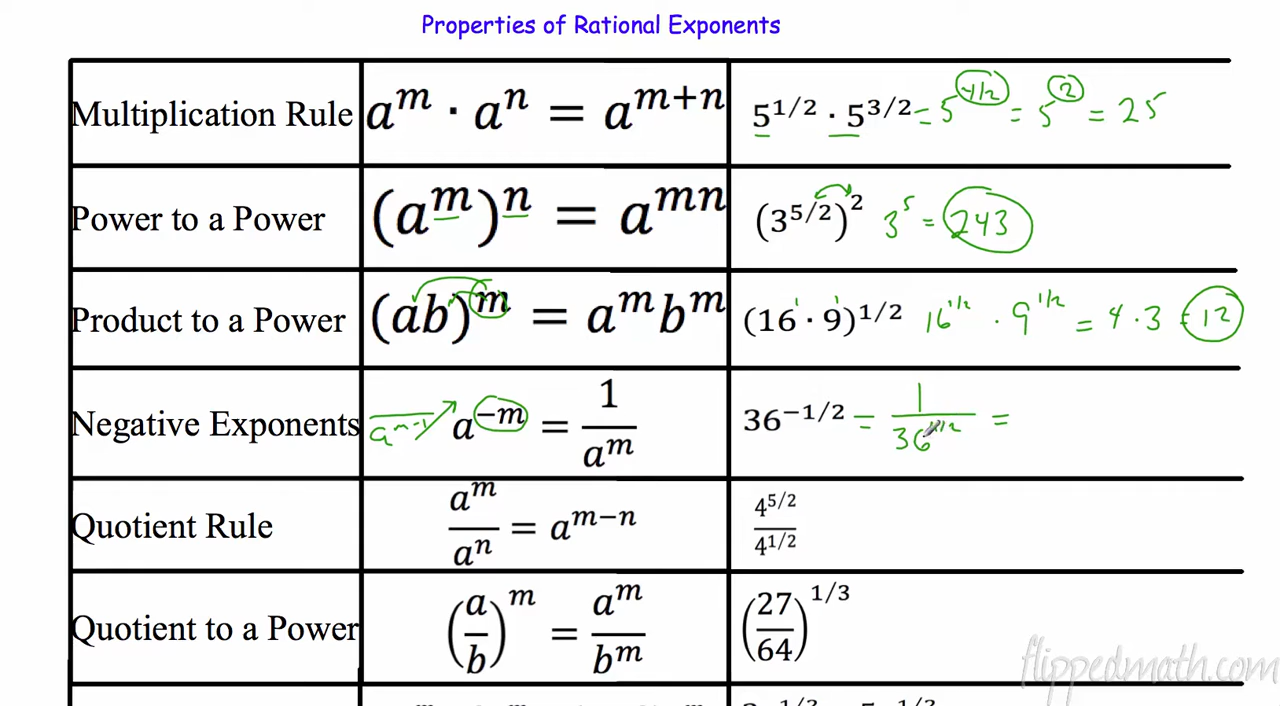 Properties of Rational Exponents
Multiplication Rule a^m · a^n = a^{m+n} 5^{1/2} · 5^{3/2} = 5^{4/2} = 5^2 = 25
Power to a Power (a^m)^n = a^{mn} (3^{5/2})^2 3^5 = 243
Product to a Power (ab)^m = a^m b^m (16 · 9)^{1/2} 16^{1/2} · 9^{1/2} = 4 · 3 = 12
Negative Exponents a^{-m} = 1/a^m 36^{-1/2} = 1/36^{1/2} =
Quotient Rule a^m/a^n = a^{m-n} 4^{5/2}/4^{1/2}
Quotient to a Power (a/b)^m = a^m/b^m (27/64)^{1/3}
flippedmath.com